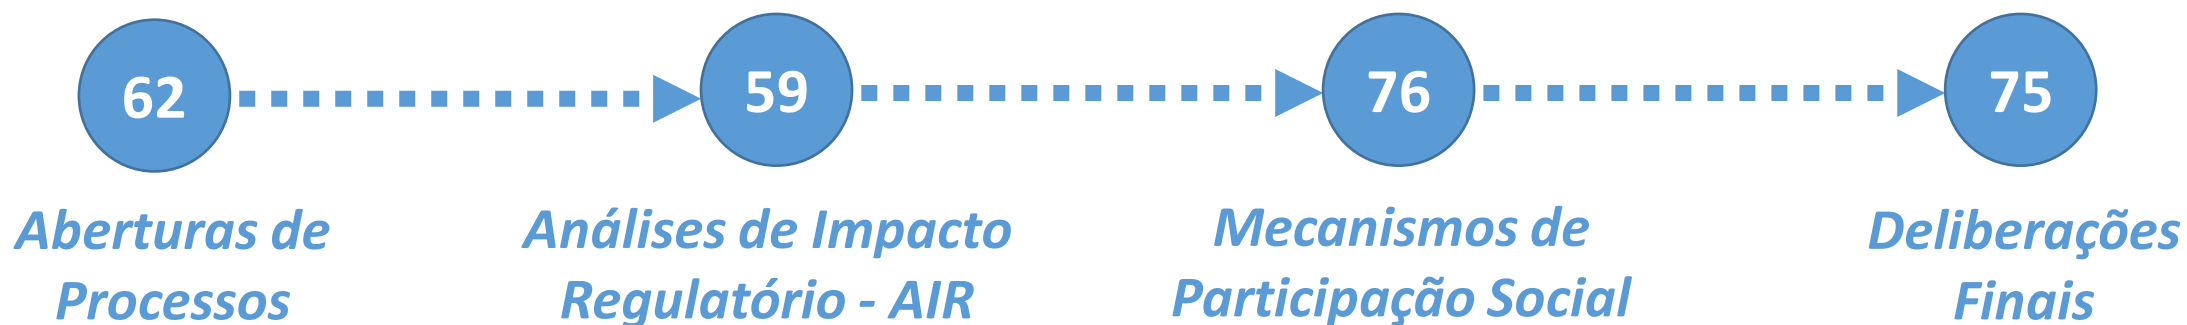 62
59
76
75
Aberturas de
Processos
Análises de Impacto
Regulatório - AIR
Mecanismos de
Participação Social
Deliberações
Finais